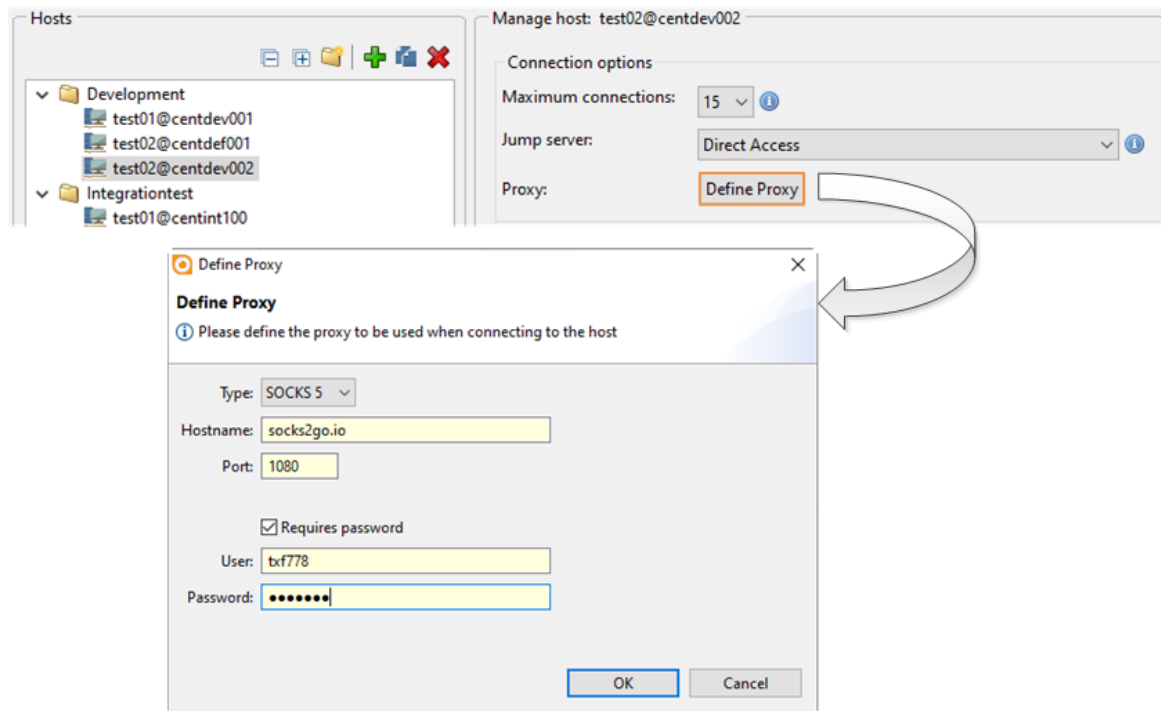 Hosts
Development
test01@centdev001
test02@centdef001
test02@centdev002
Integrationtest
test01@centint100
Manage host: test02@centdev002
Connection options
Maximum connections: 15
Jump server: Direct Access
Proxy: Define Proxy
Define Proxy
Define Proxy
Please define the proxy to be used when connecting to the host
Type: SOCKS 5
Hostname: socks2go.io
Port: 1080
Requires password
User: txf778
Password: •••••••
OK Cancel